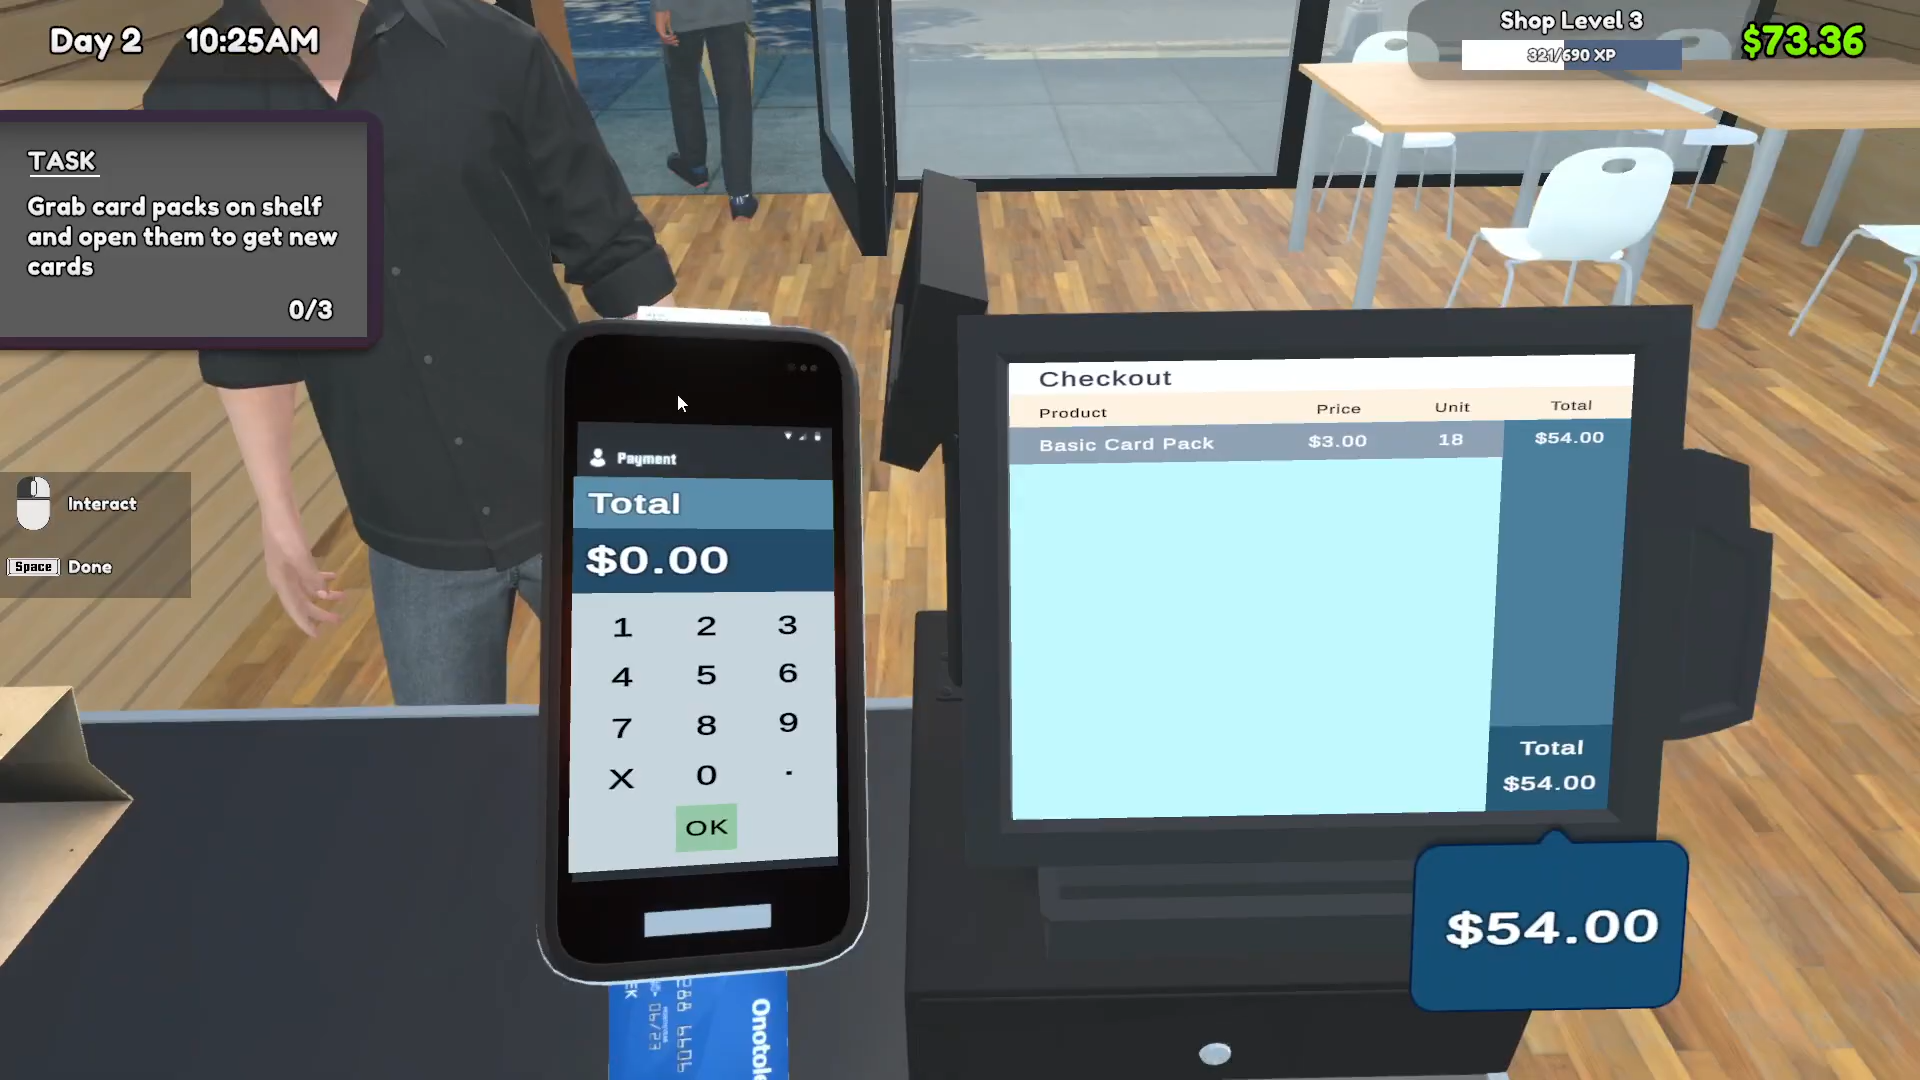 Day 2 10:25AM
Shop Level 3
321/690 XP
$73.36
TASK
Grab card packs on shelf
and open them to get new
cards
0/3
Interact
Space Done
Payment
Total
$0.00
1 2 3
4 5 6
7 8 9
X 0 .
OK
Checkout
Product Price Unit Total
Basic Card Pack $3.00 18 $54.00
Total
$54.00
$54.00
06/23